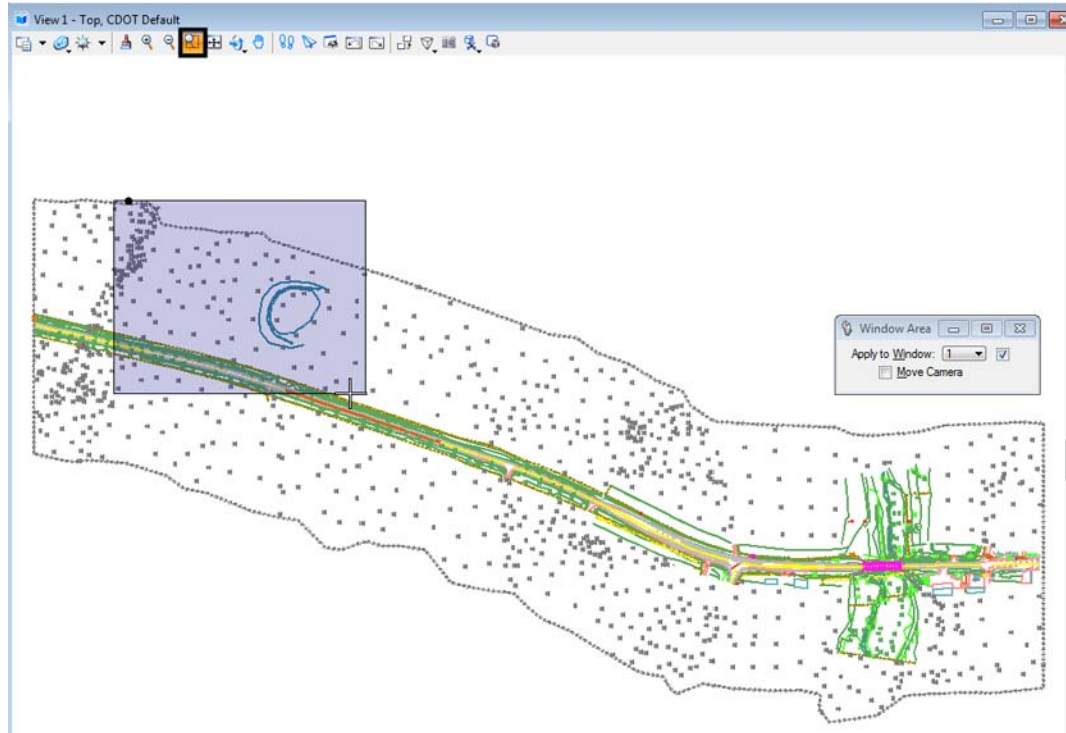 View 1 - Top, CDOT Default
Window Area
Apply to Window: 1
Move Camera